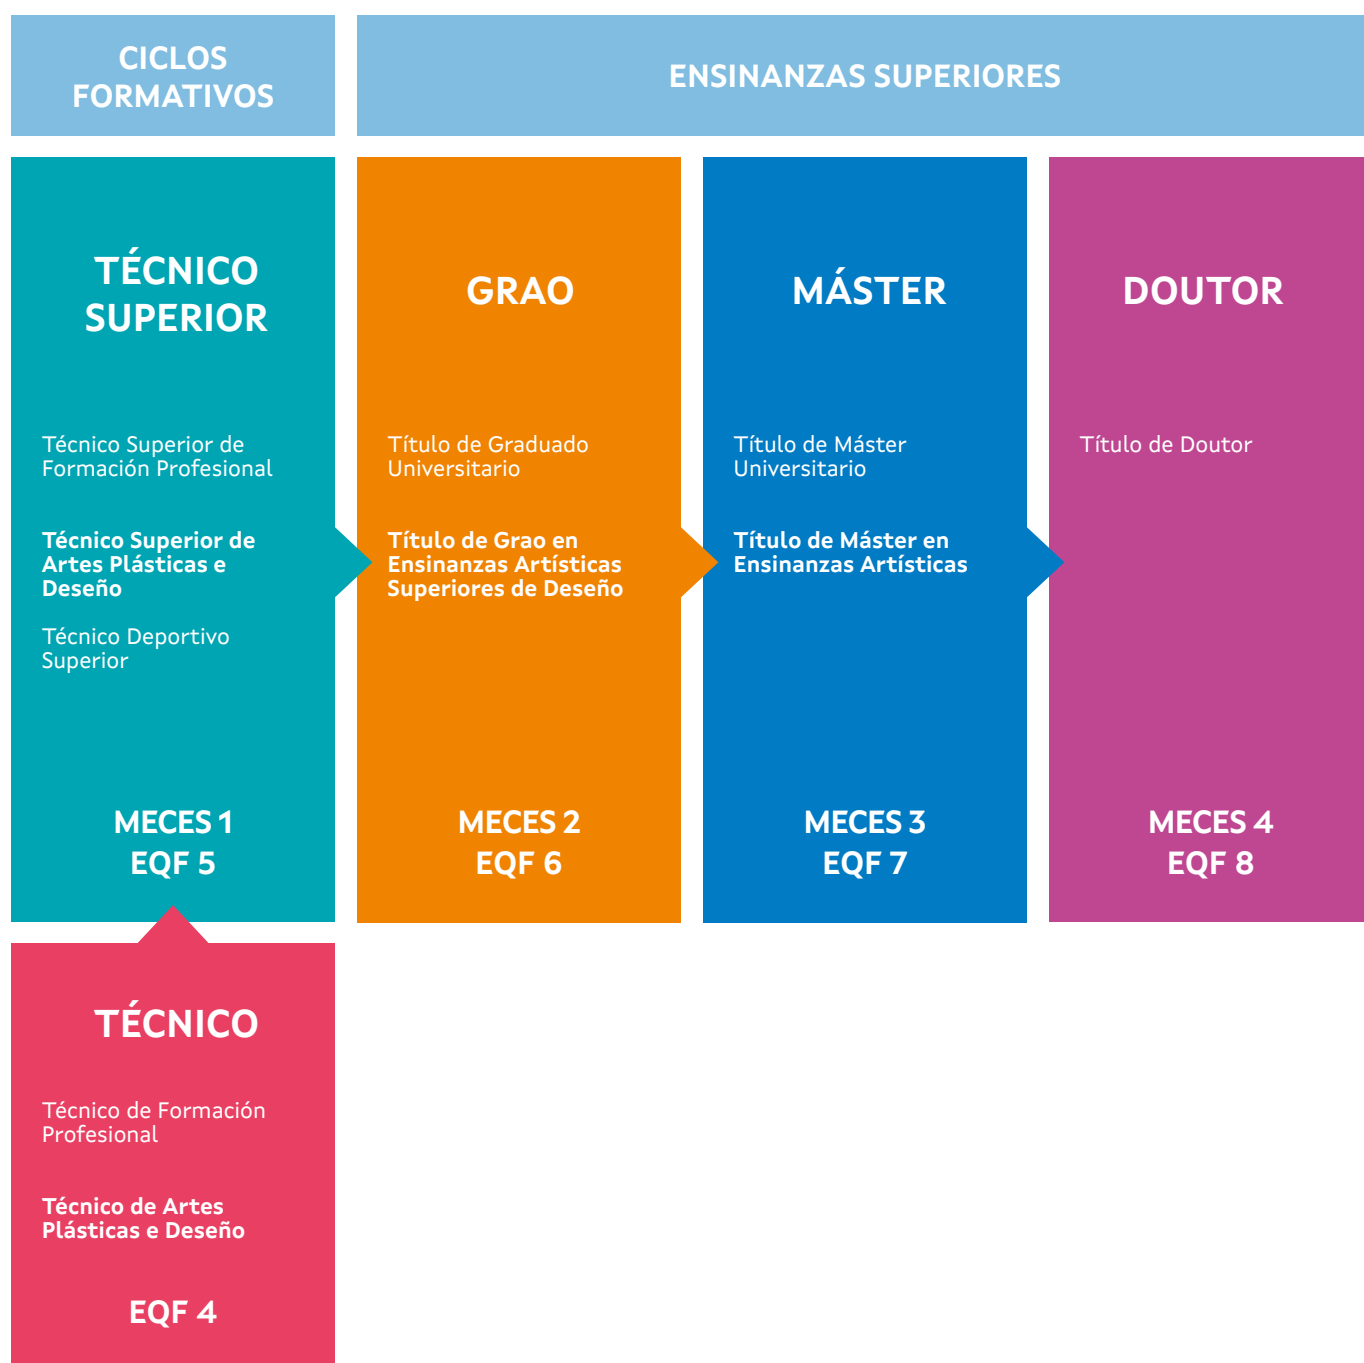 CICLOS
FORMATIVOS
ENSINANZAS SUPERIORES
TÉCNICO
SUPERIOR
Técnico Superior de
Formación Profesional
Técnico Superior de
Artes Plásticas e
Deseño
Técnico Deportivo
Superior
MECES 1
EQF 5
GRAO
Título de Graduado
Universitario
Título de Grao en
Ensinanzas Artísticas
Superiores de Deseño
MECES 2
EQF 6
MÁSTER
Título de Máster
Universitario
Título de Máster en
Ensinanzas Artísticas
MECES 3
EQF 7
DOUTOR
Título de Doutor
MECES 4
EQF 8
TÉCNICO
Técnico de Formación
Profesional
Técnico de Artes
Plásticas e Deseño
EQF 4